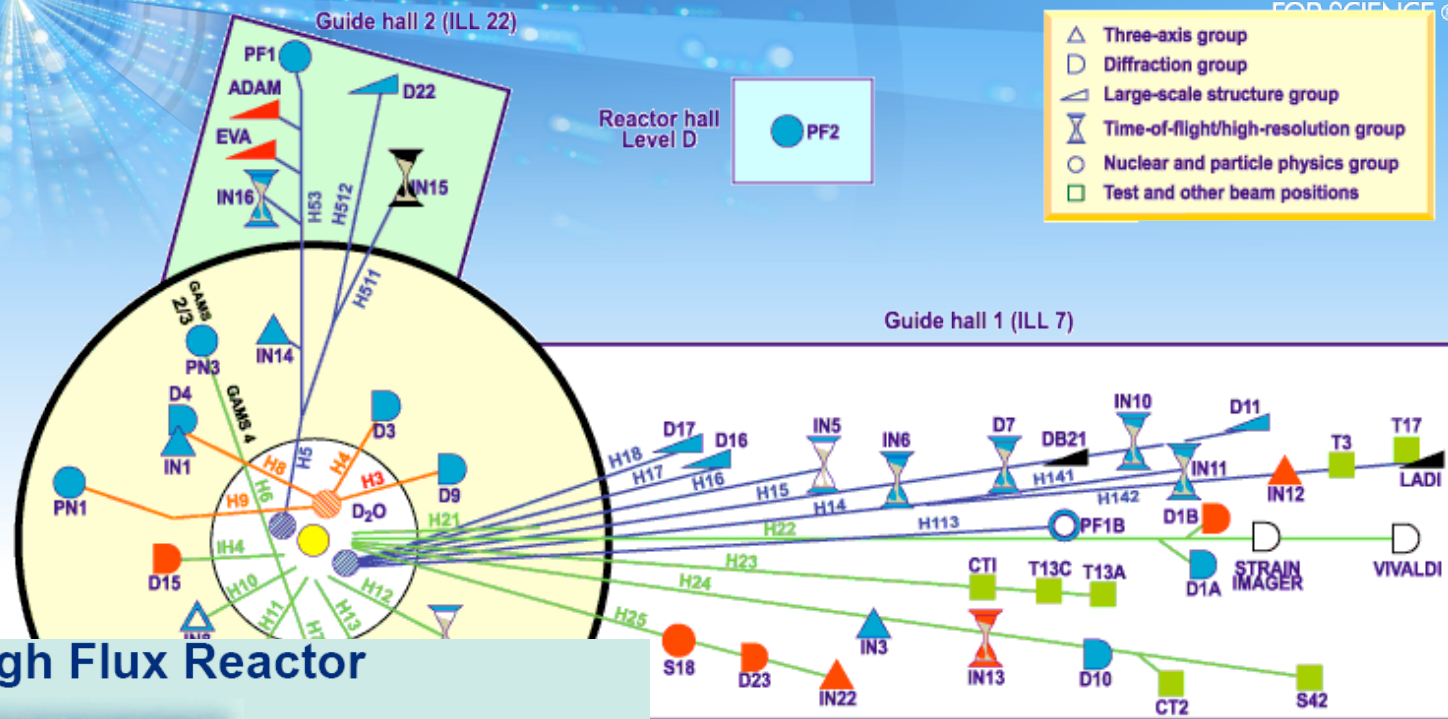 FOR SCIENCE
Guide hall 2 (ILL 22)
PF1
ADAM
D22
EVA
IN15
IN16
H53
H512
H511
Reactor hall
Level D
PF2
Three-axis group
Diffraction group
Large-scale structure group
Time-of-flight/high-resolution group
Nuclear and particle physics group
Test and other beam positions
Guide hall 1 (ILL 7)
GAMS
2/3
PN3
IN14
D4
GAMS 4
IN1
D3
H5
H8
H4
H6
H3
D9
PN1
H9
D2O
H21
IH4
D15
H10
H11
H13
H12
D17
D16
IN5
IN6
D7
DB21
IN10
D11
IN11
T3
T17
IN12
LADI
H18
H17
H16
H15
H14
H141
H142
H113
PF1B
H22
D1B
D1A
STRAIN
IMAGER
VIVALDI
H23
CTI
T13C
T13A
H24
H25
S18
D23
IN22
IN3
IN13
D10
CT2
S42
gh Flux Reactor